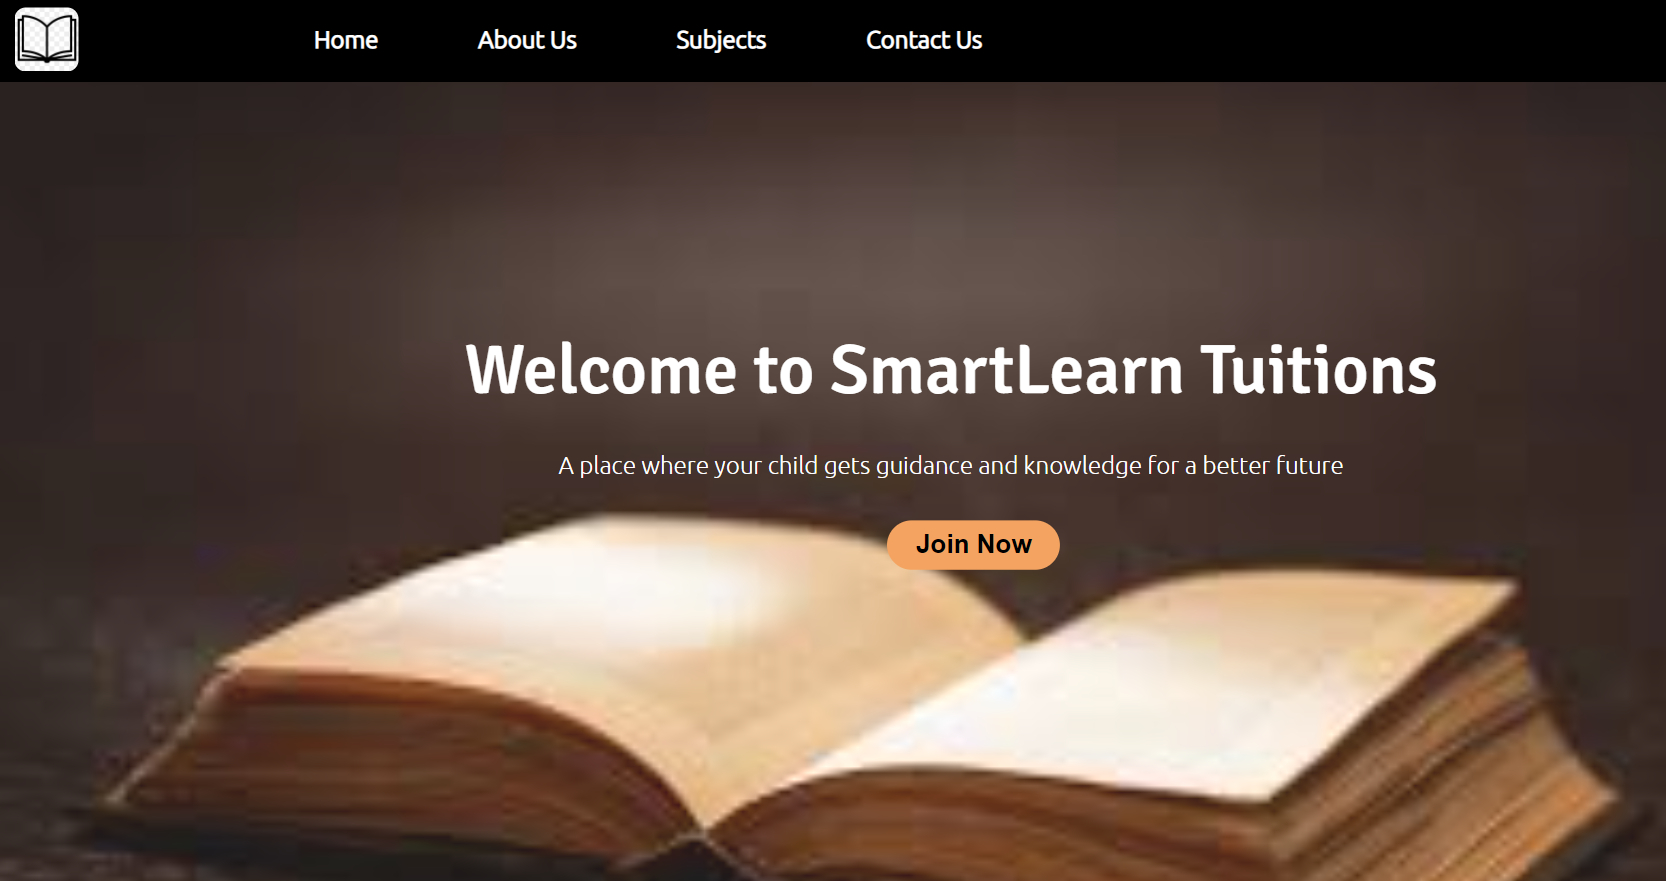 Home About Us Subjects Contact Us
Welcome to SmartLearn Tuitions
A place where your child gets guidance and knowledge for a better future
Join Now